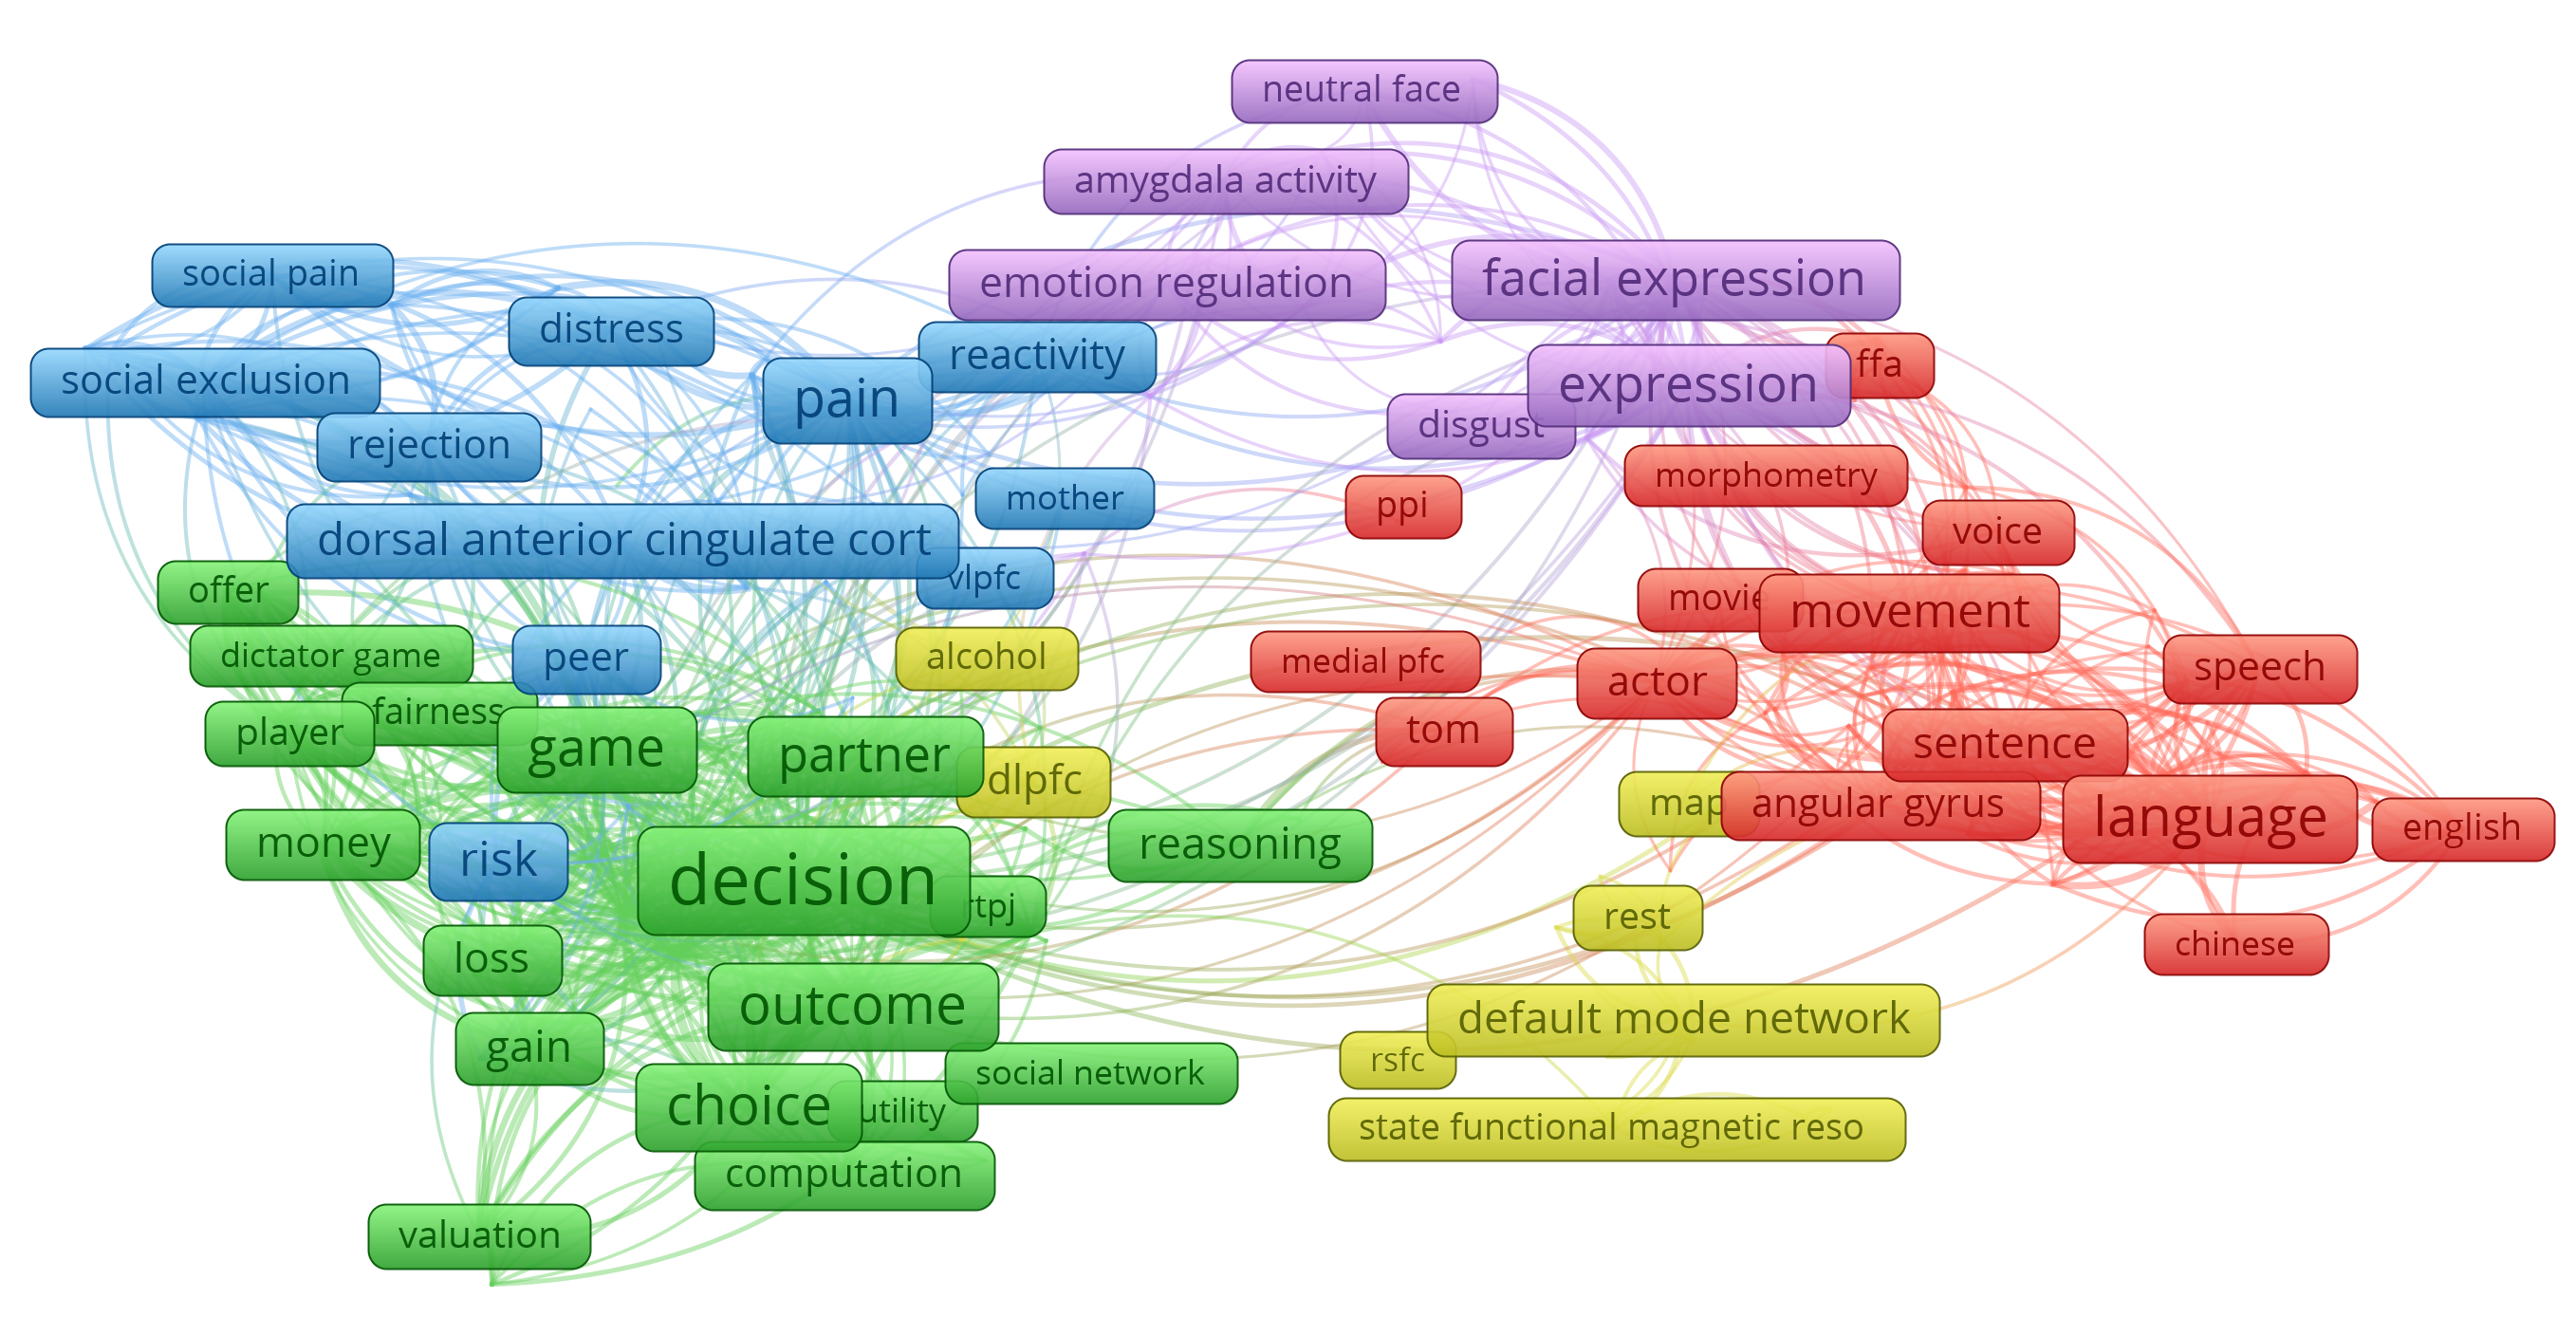 neutral face
amygdala activity
emotion regulation
facial expression
social pain
distress
reactivity
social exclusion
pain
expression
ffa
disgust
rejection
morphometry
mother
ppi
voice
dorsal anterior cingulate cort
vlpfc
offer
movie
movement
dictator game
peer
alcohol
medial pfc
actor
speech
fairness
player
game
partner
tom
sentence
dlpfc
map
angular gyrus
language
english
money
risk
reasoning
decision
rtpj
rest
chinese
loss
outcome
default mode network
gain
rsfc
social network
choice
utility
state functional magnetic reso
computation
valuation